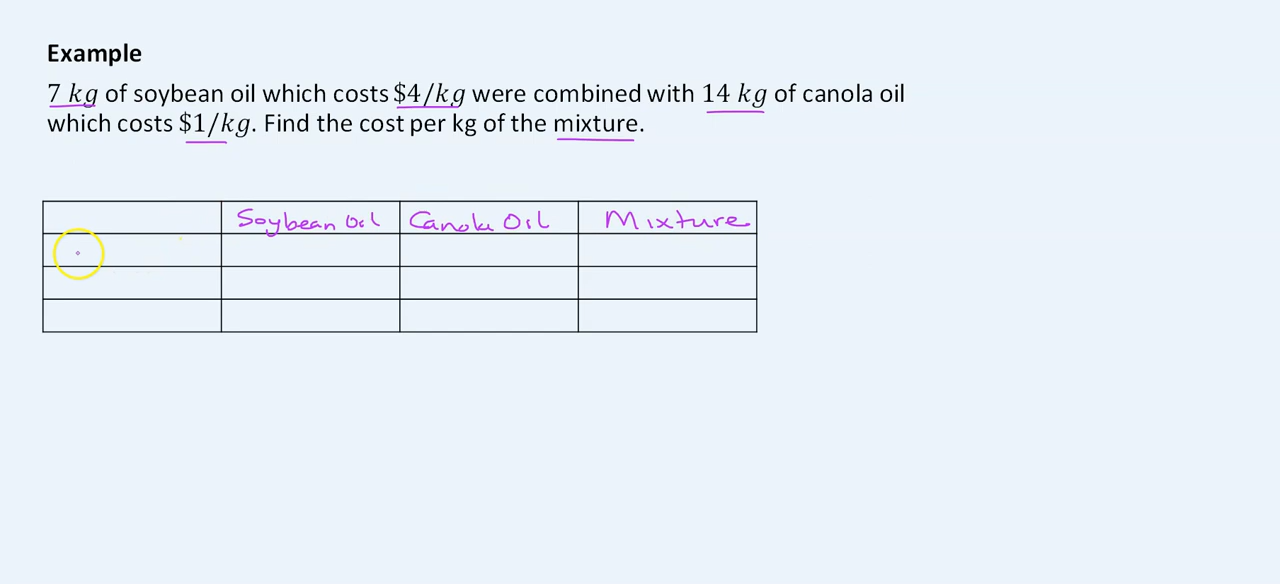 Example
7 kg of soybean oil which costs $4/kg were combined with 14 kg of canola oil
which costs $1/kg. Find the cost per kg of the mixture.
Soybean Oil Canola Oil Mixture